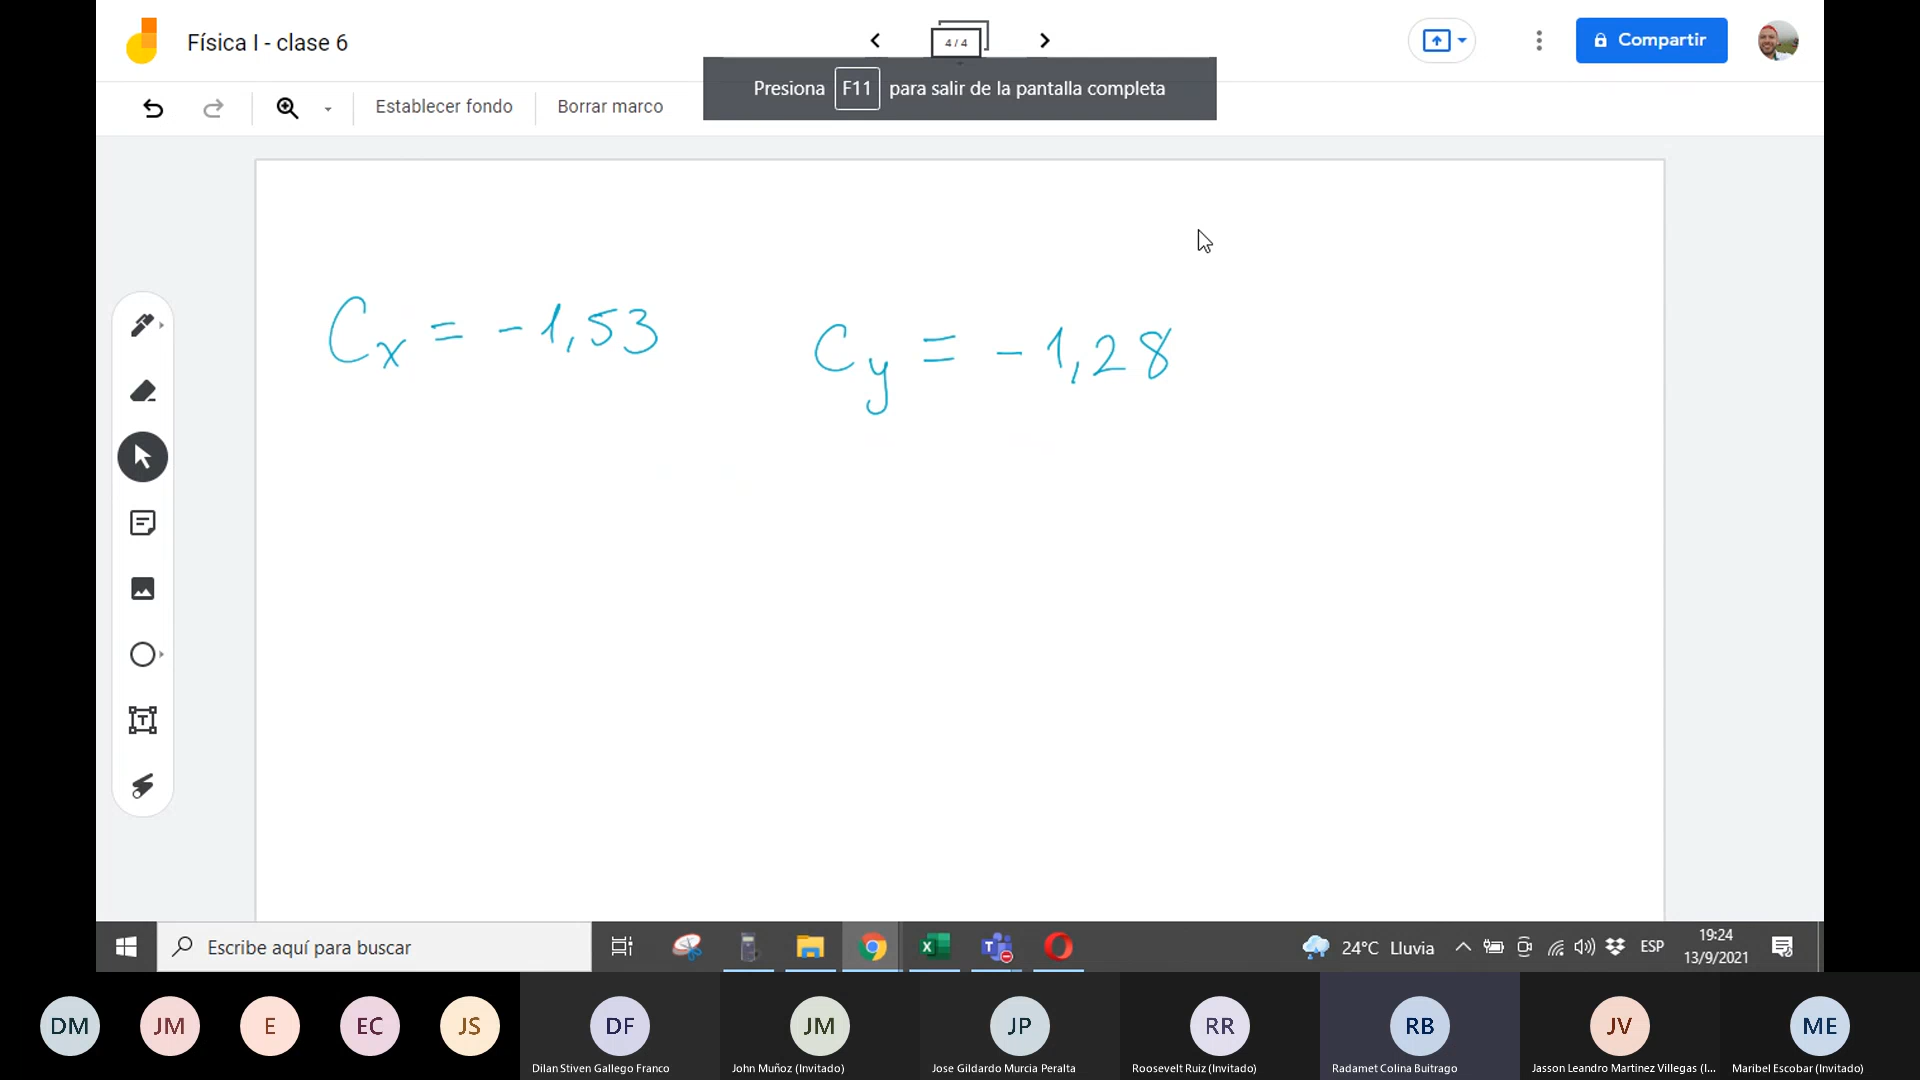 Física I - clase 6
4 / 4
Compartir
Presiona F11 para salir de la pantalla completa
Establecer fondo
Borrar marco
Cx = - 1,53
Cy = - 1,28
Escribe aquí para buscar
24°C Lluvia
ESP
19:24
13/9/2021
DM
JM
E
EC
JS
DF
JM
JP
RR
RB
JV
ME
Dilan Stiven Gallego Franco
John Muñoz (Invitado)
Jose Gildardo Murcia Peralta
Roosevelt Ruiz (Invitado)
Radamet Colina Buitrago
Jasson Leandro Martinez Villegas (I...
Maribel Escobar (Invitado)